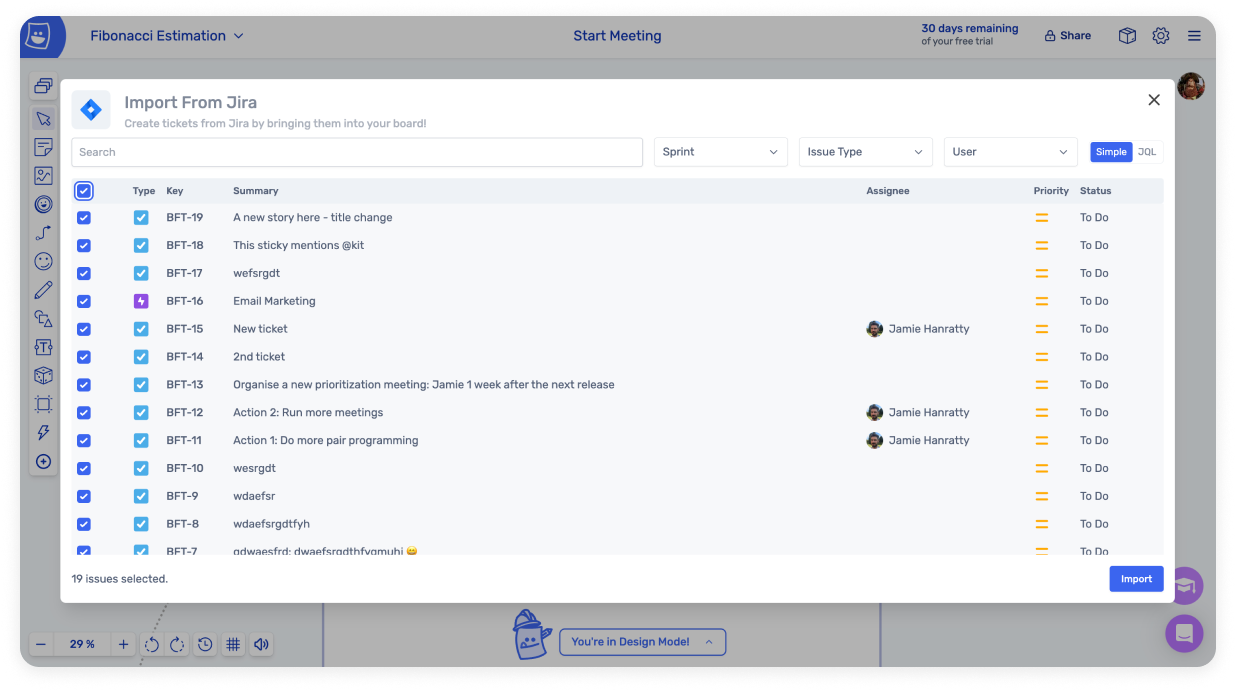 Fibonacci Estimation
Start Meeting
30 days remaining
of your free trial
Share
Import From Jira
Create tickets from Jira by bringing them into your board!
Search
Sprint
Issue Type
User
Simple
JQL
Type Key Summary Assignee Priority Status
BFT-19 A new story here - title change To Do
BFT-18 This sticky mentions @kit To Do
BFT-17 wefsrgdt To Do
BFT-16 Email Marketing To Do
BFT-15 New ticket Jamie Hanratty To Do
BFT-14 2nd ticket To Do
BFT-13 Organise a new prioritization meeting: Jamie 1 week after the next release To Do
BFT-12 Action 2: Run more meetings Jamie Hanratty To Do
BFT-11 Action 1: Do more pair programming Jamie Hanratty To Do
BFT-10 wesrgdt To Do
BFT-9 wdaefsr To Do
BFT-8 wdaefsrgdtfyh To Do
BFT-7 gdwaesfrd: dwaefsrgdthfygmuhi 😀 To Do
19 issues selected.
Import
29 %
You're in Design Mode!